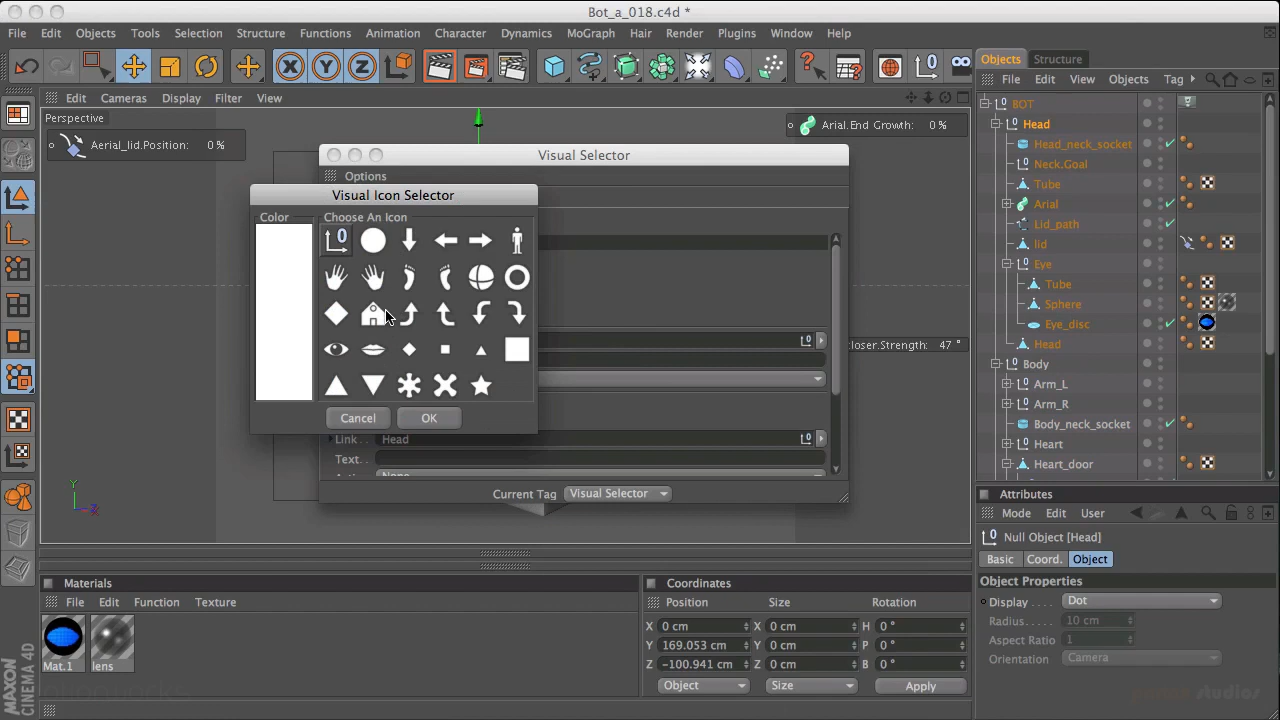 Bot_a_018.c4d *
File Edit Objects Tools Selection Structure Functions Animation Character Dynamics MoGraph Hair Render Plugins Window Help
Objects Structure
File Edit View Objects Tag
Edit Cameras Display Filter View
Perspective
Aerial_lid.Position: 0 %
Arial.End Growth: 0 %
Visual Selector
Options
Visual Icon Selector
Color Choose An Icon
Cancel OK
closer.Strength: 47 °
Link . . Head
Text. . .
None
Current Tag Visual Selector
BOT
Head
Head_neck_socket
Neck.Goal
Tube
Arial
Lid_path
lid
Eye
Tube
Sphere
Eye_disc
Head
Body
Arm_L
Arm_R
Body_neck_socket
Heart
Heart_door
Attributes
Mode Edit User
Null Object [Head]
Basic Coord. Object
Object Properties
Display . . . . Dot
Radius. . . . . 10 cm
Aspect Ratio 1
Orientation . Camera
Materials
File Edit Function Texture
Mat.1 lens
Coordinates
Position Size Rotation
X 0 cm X 0 cm H 0 °
Y 169.053 cm Y 0 cm P 0 °
Z -100.941 cm Z 0 cm B 0 °
Object Size Apply
Y
Z
MAXON
CINEMA 4D
studios